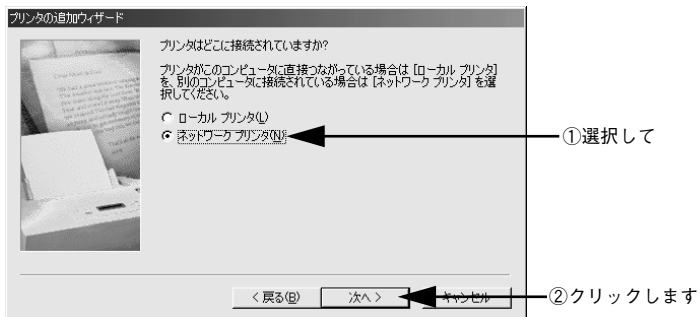 プリンタの追加ウィザード
プリンタはどこに接続されていますか?
プリンタがこのコンピュータに直接つながっている場合は [ローカル プリンタ]
を、別のコンピュータに接続されている場合は [ネットワーク プリンタ] を選
択してください。
ローカル プリンタ(L)
ネットワーク プリンタ(N)
①選択して
< 戻る(B)
次へ >
キャンセル
②クリックします